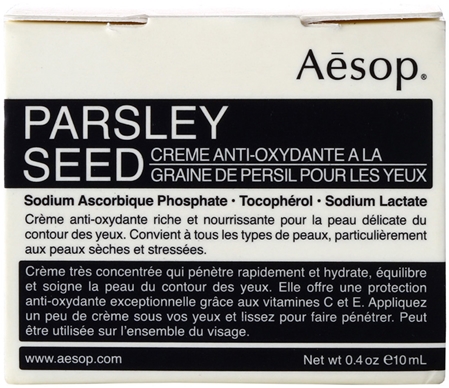 Aēsop®
PARSLEY
SEED CREME ANTI-OXYDANTE A LA
GRAINE DE PERSIL POUR LES YEUX
Sodium Ascorbique Phosphate · Tocophérol · Sodium Lactate
Crème anti-oxydante riche et nourrissante pour la peau délicate du
contour des yeux. Convient à tous les types de peaux, particulièrement
aux peaux sèches et stressées.
Crème très concentrée qui pénètre rapidement et hydrate, équilibre
et soigne la peau du contour des yeux. Elle offre une protection
anti-oxydante exceptionnelle grâce aux vitamines C et E. Appliquez
un peu de crème sous vos yeux et lissez pour faire pénétrer. Peut
être utilisée sur l'ensemble du visage.
www.aesop.com Net wt 0.4 oz ℮10 mL